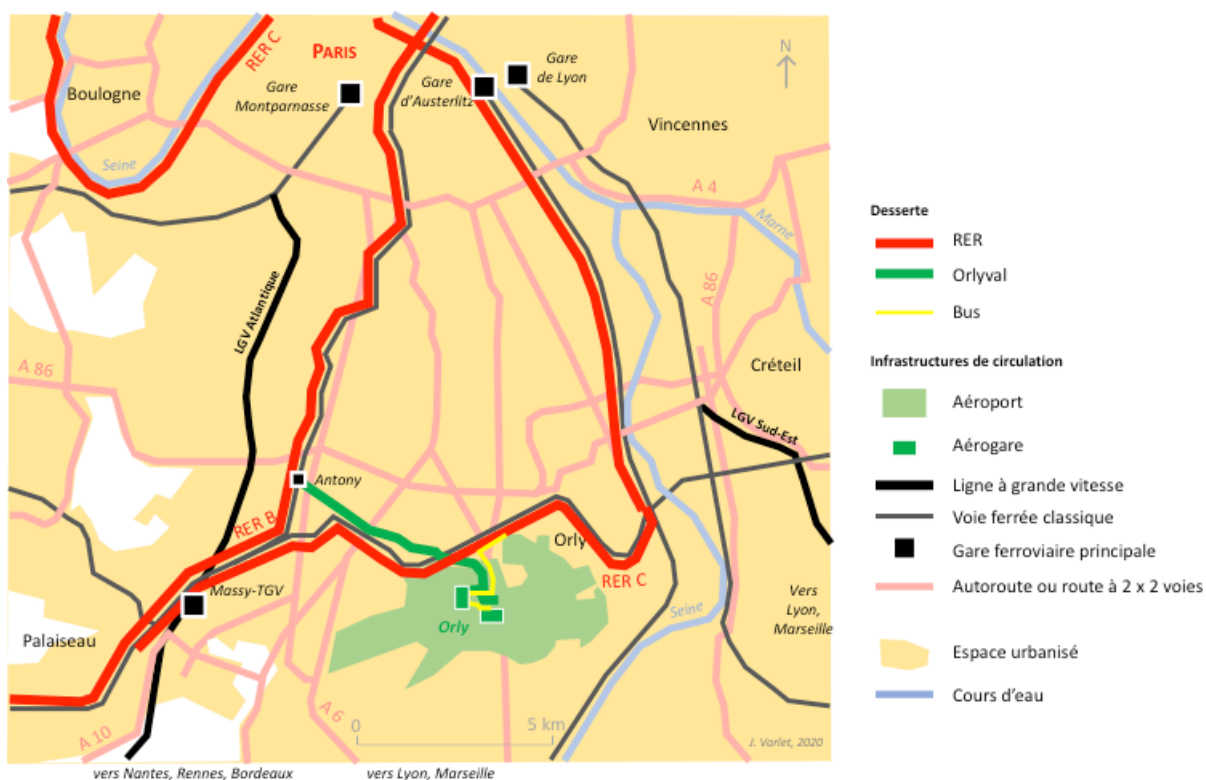 RER C
PARIS
N
Gare
de Lyon
Boulogne
Gare
Montparnasse
Gare
d'Austerlitz
Vincennes
Seine
A 4
Marne
LGV Atlantique
A 86
A 86
Créteil
LGV Sud-Est
Antony
RER B
Orly
RER C
Massy-TGV
Seine
Vers
Lyon,
Marseille
Palaiseau
Orly
A 10
A 6
0
5 km
J. Varlet, 2020
vers Nantes, Rennes, Bordeaux
vers Lyon, Marseille
Desserte
RER
Orlyval
Bus
Infrastructures de circulation
Aéroport
Aérogare
Ligne à grande vitesse
Voie ferrée classique
Gare ferroviaire principale
Autoroute ou route à 2 x 2 voies
Espace urbanisé
Cours d'eau